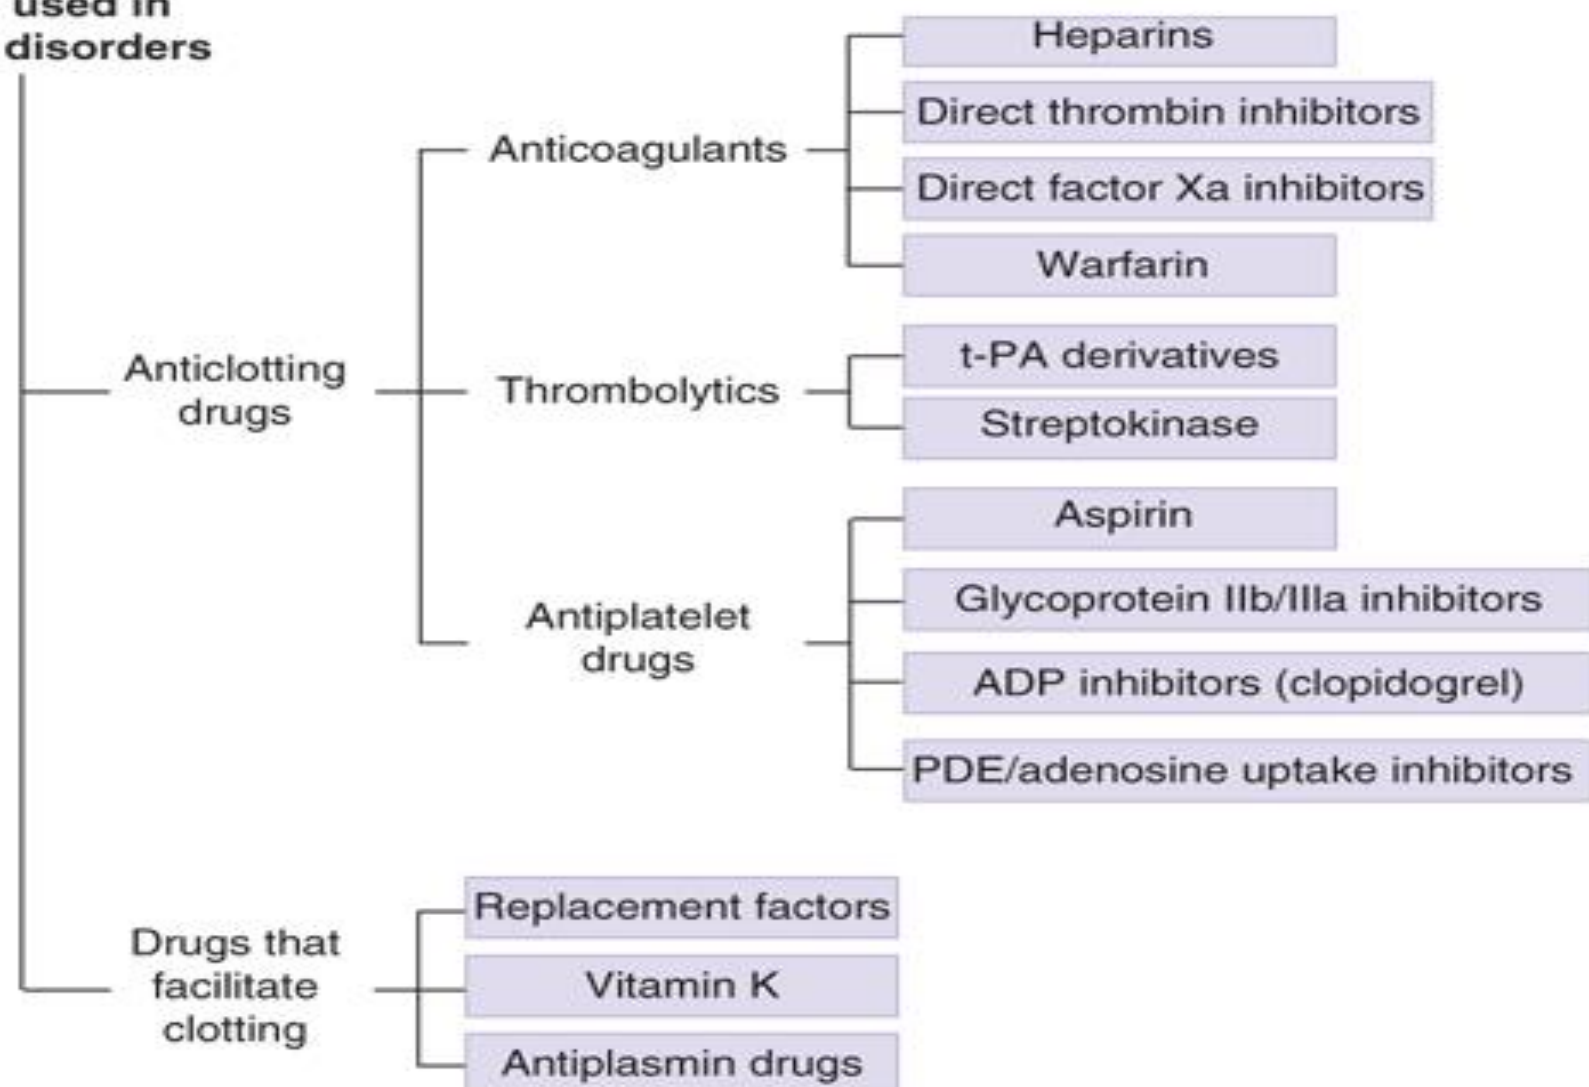 used in
disorders
Anticlotting
drugs
Anticoagulants
Heparins
Direct thrombin inhibitors
Direct factor Xa inhibitors
Warfarin
Thrombolytics
t-PA derivatives
Streptokinase
Antiplatelet
drugs
Aspirin
Glycoprotein IIb/IIIa inhibitors
ADP inhibitors (clopidogrel)
PDE/adenosine uptake inhibitors
Drugs that
facilitate
clotting
Replacement factors
Vitamin K
Antiplasmin drugs